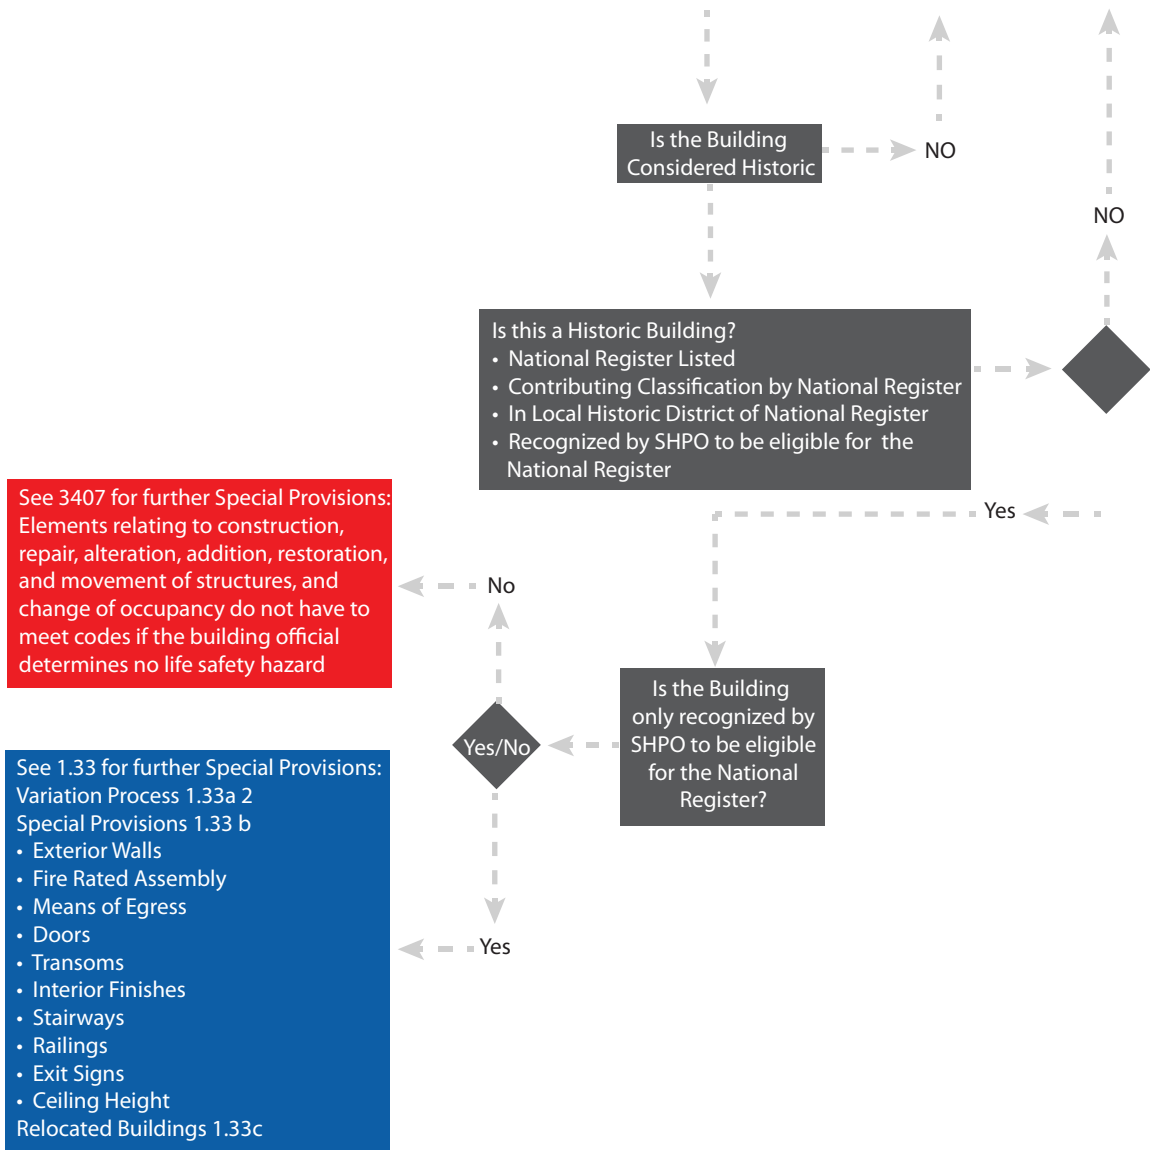 Is the Building
Considered Historic
NO
NO
Is this a Historic Building?
• National Register Listed
• Contributing Classification by National Register
• In Local Historic District of National Register
• Recognized by SHPO to be eligible for the
National Register
Yes
See 3407 for further Special Provisions:
Elements relating to construction,
repair, alteration, addition, restoration,
and movement of structures, and
change of occupancy do not have to
meet codes if the building official
determines no life safety hazard
No
Is the Building
only recognized by
SHPO to be eligible
for the National
Register?
Yes/No
See 1.33 for further Special Provisions:
Variation Process 1.33a 2
Special Provisions 1.33 b
• Exterior Walls
• Fire Rated Assembly
• Means of Egress
• Doors
• Transoms
• Interior Finishes
• Stairways
• Railings
• Exit Signs
• Ceiling Height
Relocated Buildings 1.33c
Yes